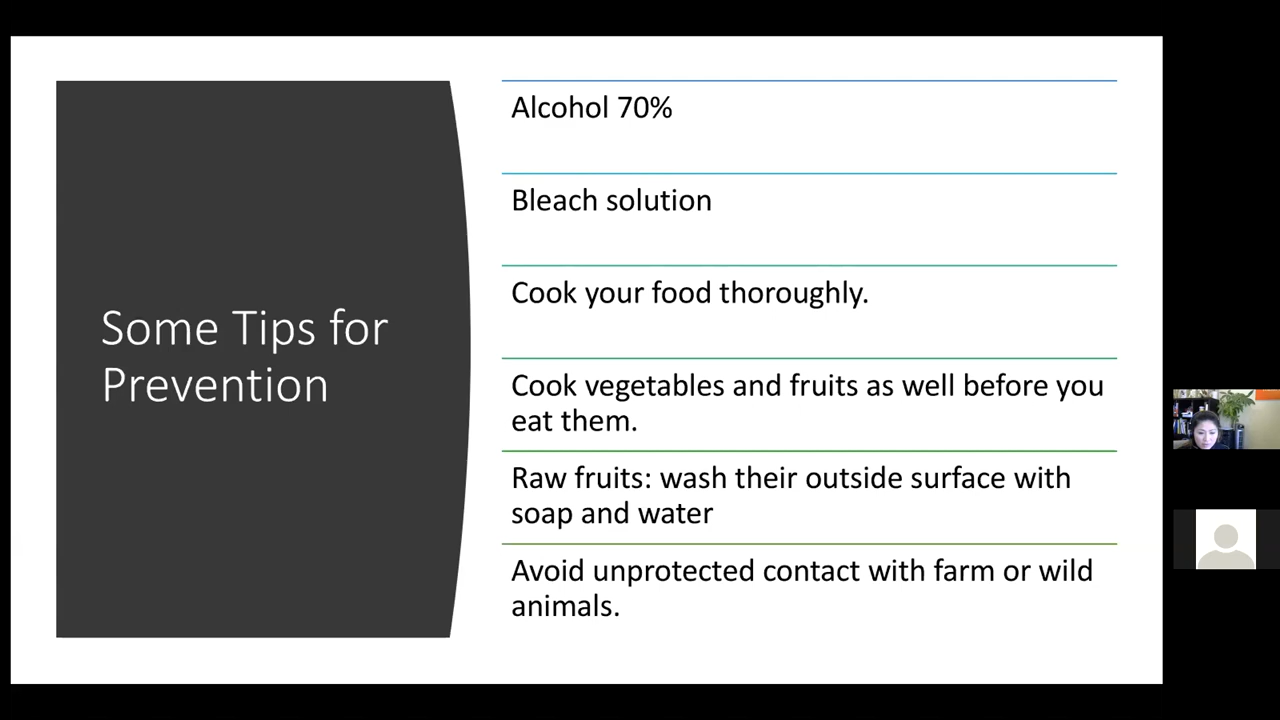 Some Tips for
Prevention
Alcohol 70%
Bleach solution
Cook your food thoroughly.
Cook vegetables and fruits as well before you
eat them.
Raw fruits: wash their outside surface with
soap and water
Avoid unprotected contact with farm or wild
animals.